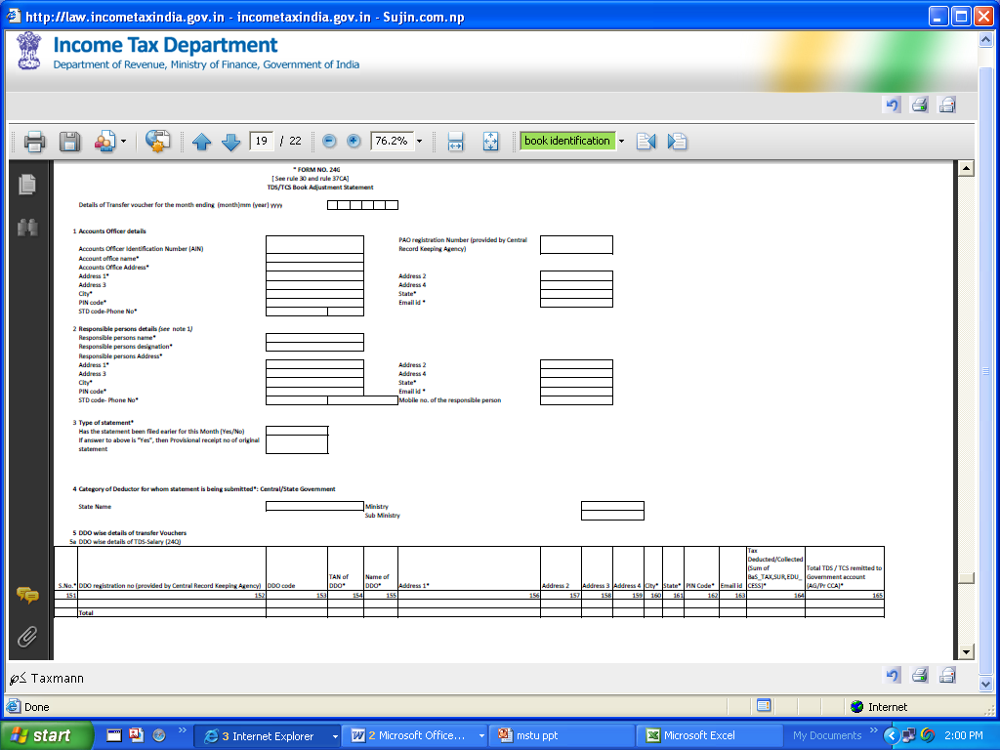 http://law.incometaxindia.gov.in - incometaxindia.gov.in - Sujin.com.np
Income Tax Department
Department of Revenue, Ministry of Finance, Government of India
19 / 22 76.2% book identification
* FORM NO. 24G
[ See rule 30 and rule 37CA]
TDS/TCS Book Adjustment Statement
Details of Transfer voucher for the month ending (month)mm (year) yyyy
1 Accounts Officer details
Accounts Officer Identification Number (AIN) PAO registration Number (provided by Central Record Keeping Agency)
Account office name*
Accounts Office Address*
Address 1* Address 2
Address 3 Address 4
City* State*
PIN code* Email id *
STD code-Phone No*
2 Responsible persons details (see note 1)
Responsible persons name*
Responsible persons designation*
Responsible persons Address*
Address 1* Address 2
Address 3 Address 4
City* State*
PIN code* Email id *
STD code- Phone No* Mobile no. of the responsible person
3 Type of statement*
Has the statement been filed earier for this Month (Yes/No)
If answer to above is "Yes", then Provisional receipt no of original
statement
4 Category of Deductor for whom statement is being submitted*: Central/State Government
State Name Ministry
Sub Ministry
5 DDO wise details of transfer Vouchers
5a DDO wise details of TDS-Salary (24Q)
S.No.* DDO registration no (provided by Central Record Keeping Agency) DDO code TAN of DDO* Name of DDO* Address 1* Address 2 Address 3 Address 4 City* State* PIN Code* Email id Tax Deducted/Collected (Sum of BaS_TAX,SUR,EDU_CESS)* Total TDS / TCS remitted to Government account (AG/Pr CCA)*
151 152 153 154 155 156 157 158 159 160 161 162 163 164 165
Total
Taxmann
Done Internet
start 3 Internet Explorer 2 Microsoft Office... mstu ppt Microsoft Excel My Documents 2:00 PM